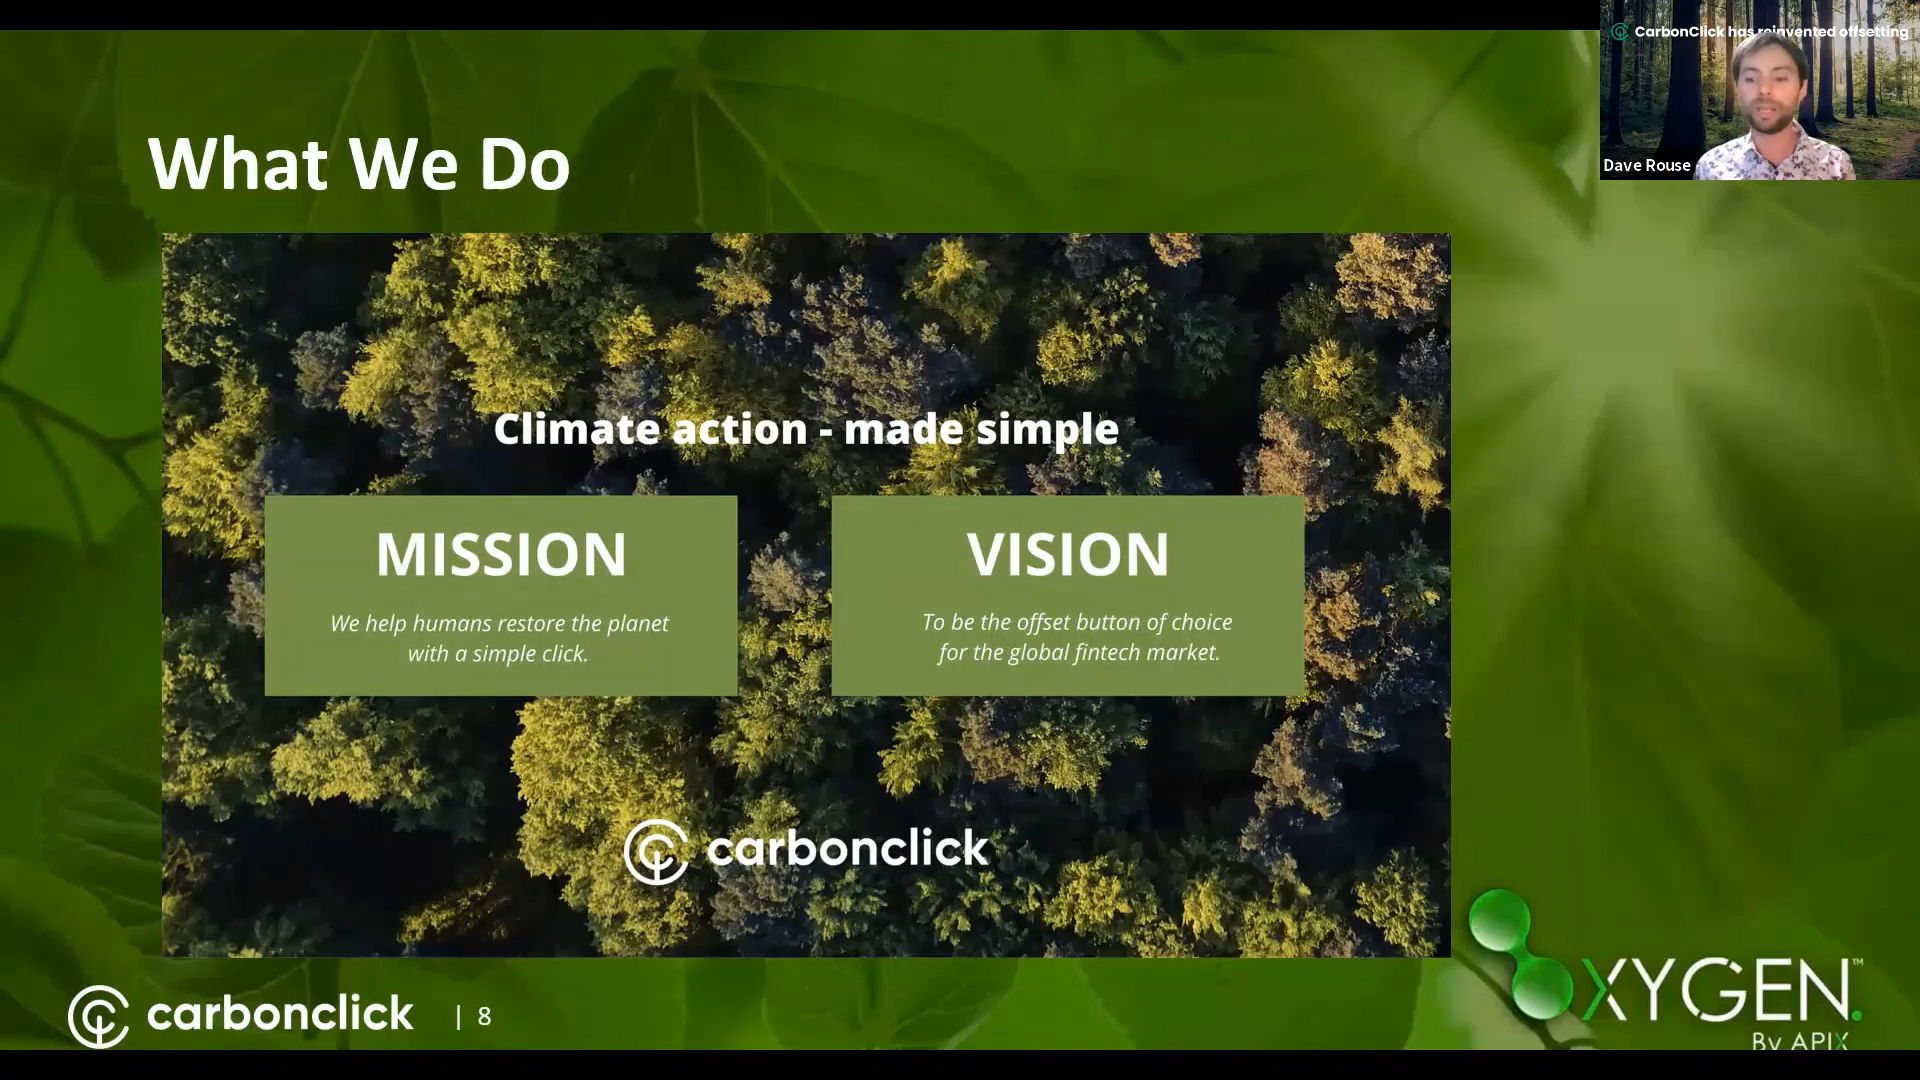 CarbonClick has reinvented offsetting
Dave Rouse
What We Do
Climate action - made simple
MISSION
We help humans restore the planet
with a simple click.
VISION
To be the offset button of choice
for the global fintech market.
carbonclick
carbonclick | 8
OXYGEN™
By APIX